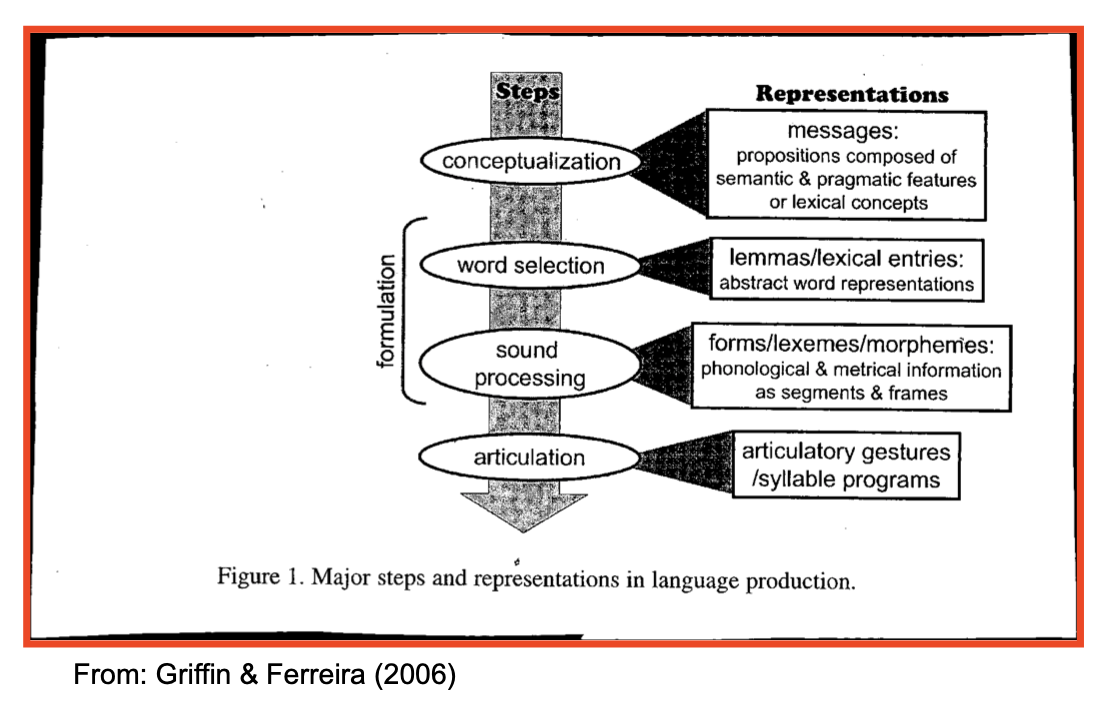 Steps
Representations
conceptualization
messages:
propositions composed of
semantic & pragmatic features
or lexical concepts
formulation
word selection
lemmas/lexical entries:
abstract word representations
sound
processing
forms/lexemes/morphemes:
phonological & metrical information
as segments & frames
articulation
articulatory gestures
/syllable programs
Figure 1. Major steps and representations in language production.
From: Griffin & Ferreira (2006)